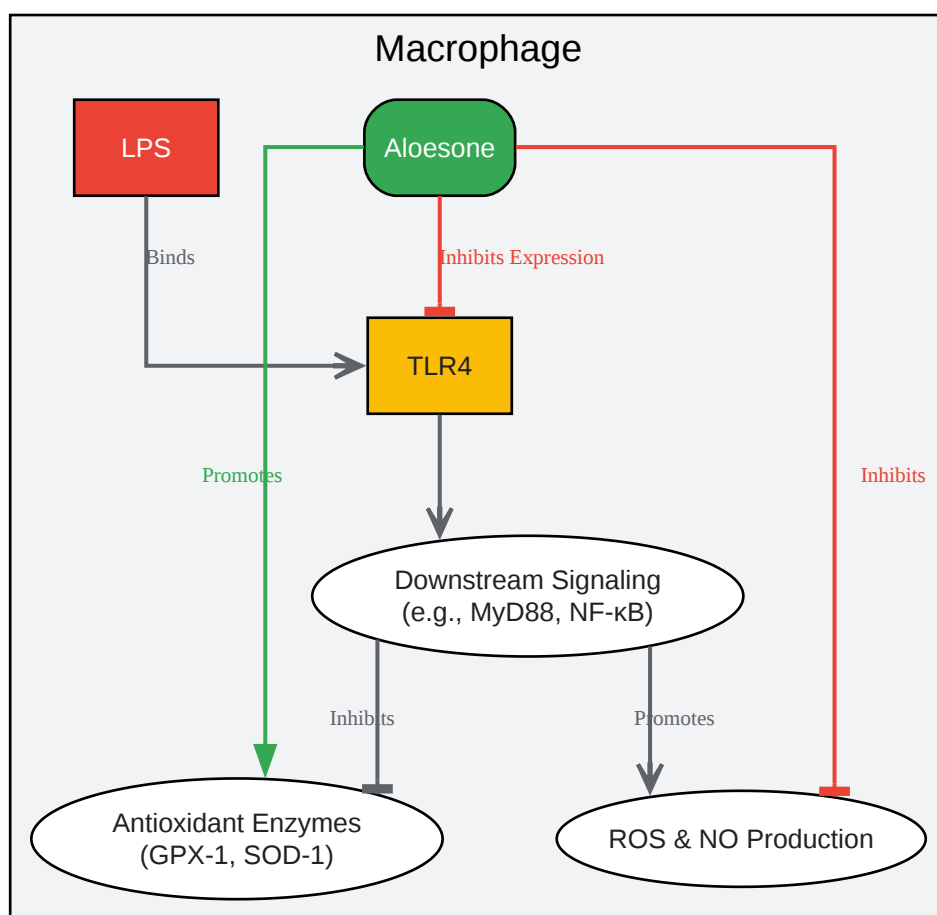 Macrophage
LPS
Aloesone
Binds
Inhibits Expression
TLR4
Promotes
Inhibits
Downstream Signaling
(e.g., MyD88, NF-κB)
Inhibits
Promotes
Antioxidant Enzymes
(GPX-1, SOD-1)
ROS & NO Production